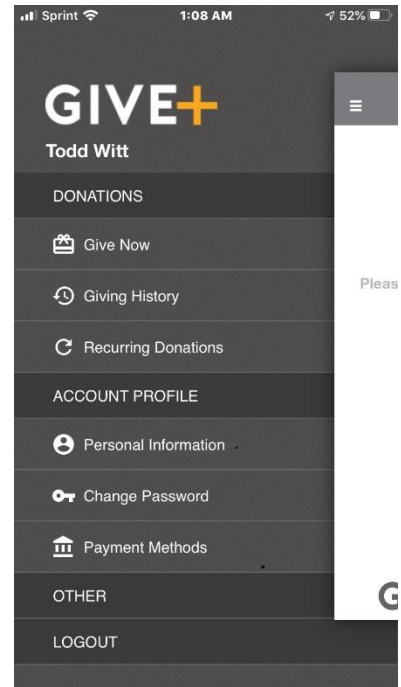 Sprint 1:08 AM 52%
GIVE+
Todd Witt
DONATIONS
Give Now
Giving History
Recurring Donations
ACCOUNT PROFILE
Personal Information
Change Password
Payment Methods
OTHER
LOGOUT
Pleas
G